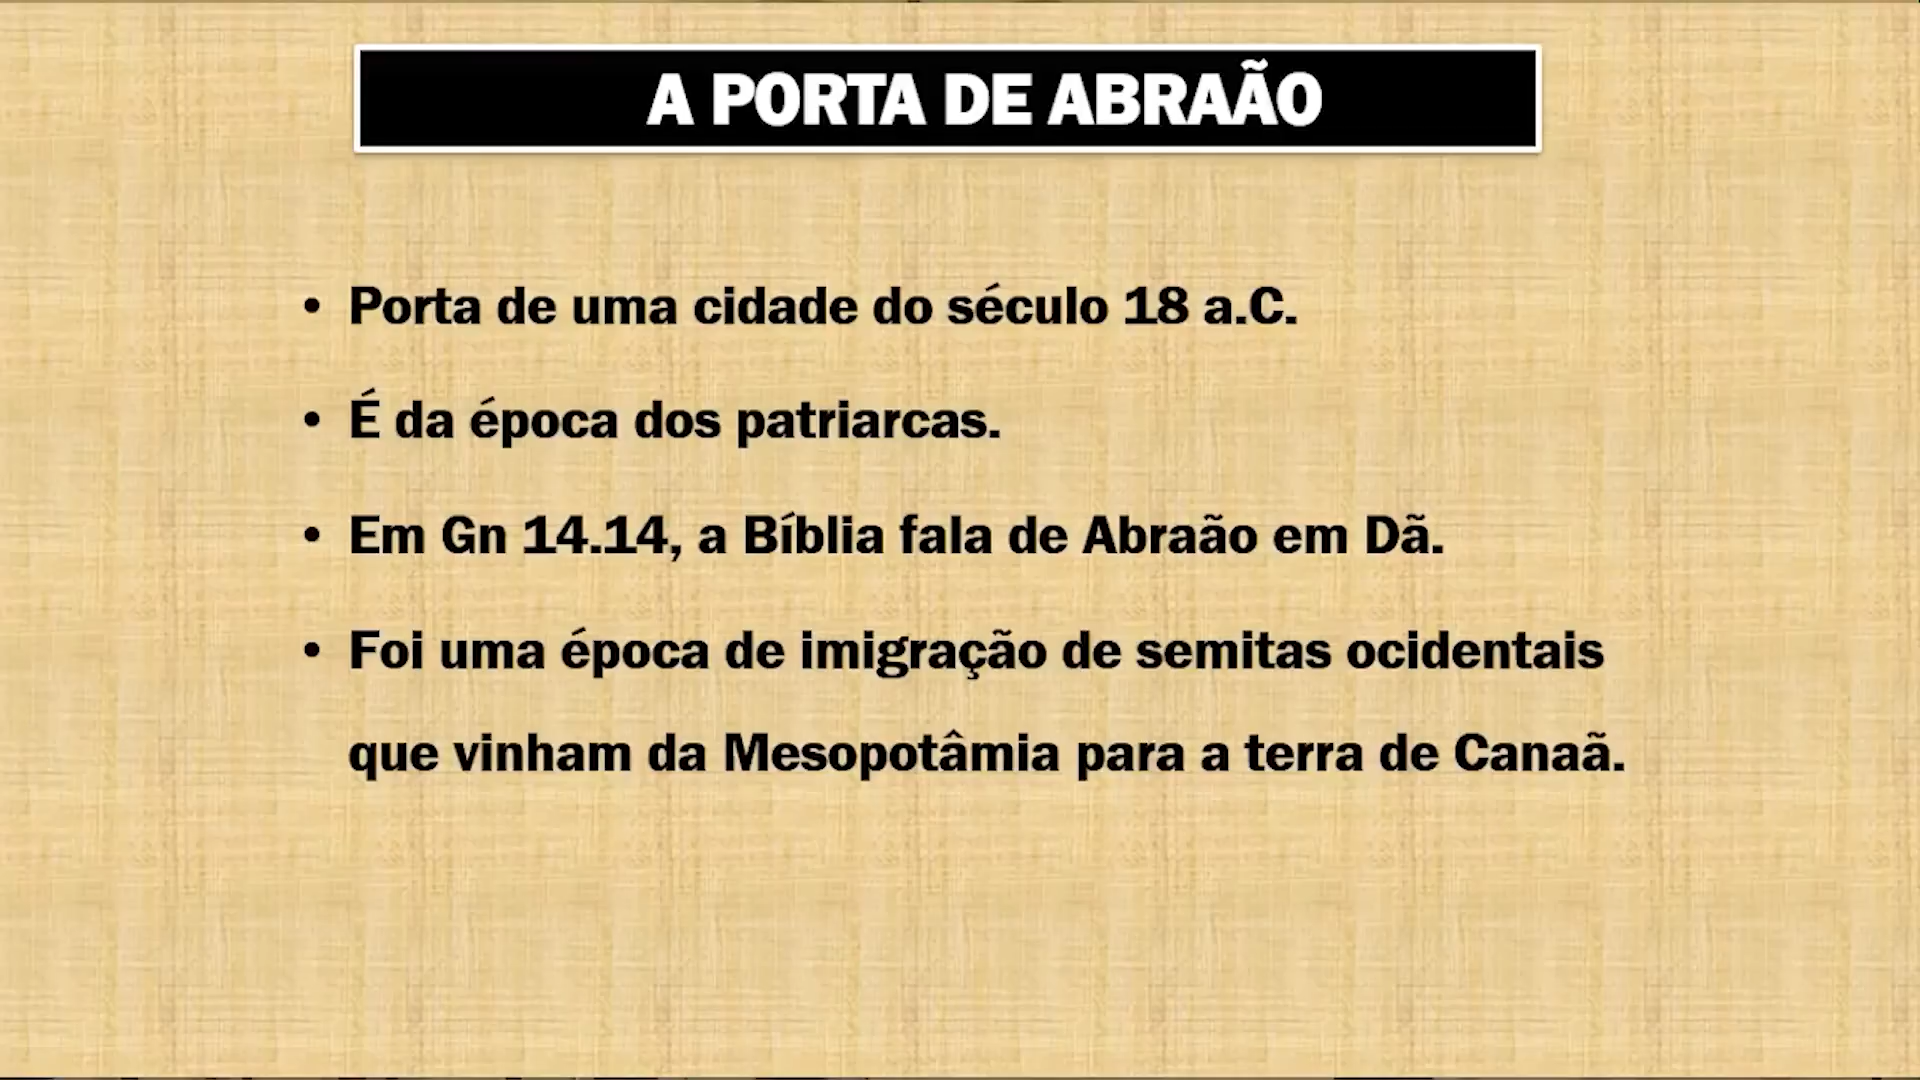 A PORTA DE ABRAÃO
• Porta de uma cidade do século 18 a.C.
• É da época dos patriarcas.
• Em Gn 14.14, a Bíblia fala de Abraão em Dã.
• Foi uma época de imigração de semitas ocidentais
que vinham da Mesopotâmia para a terra de Canaã.